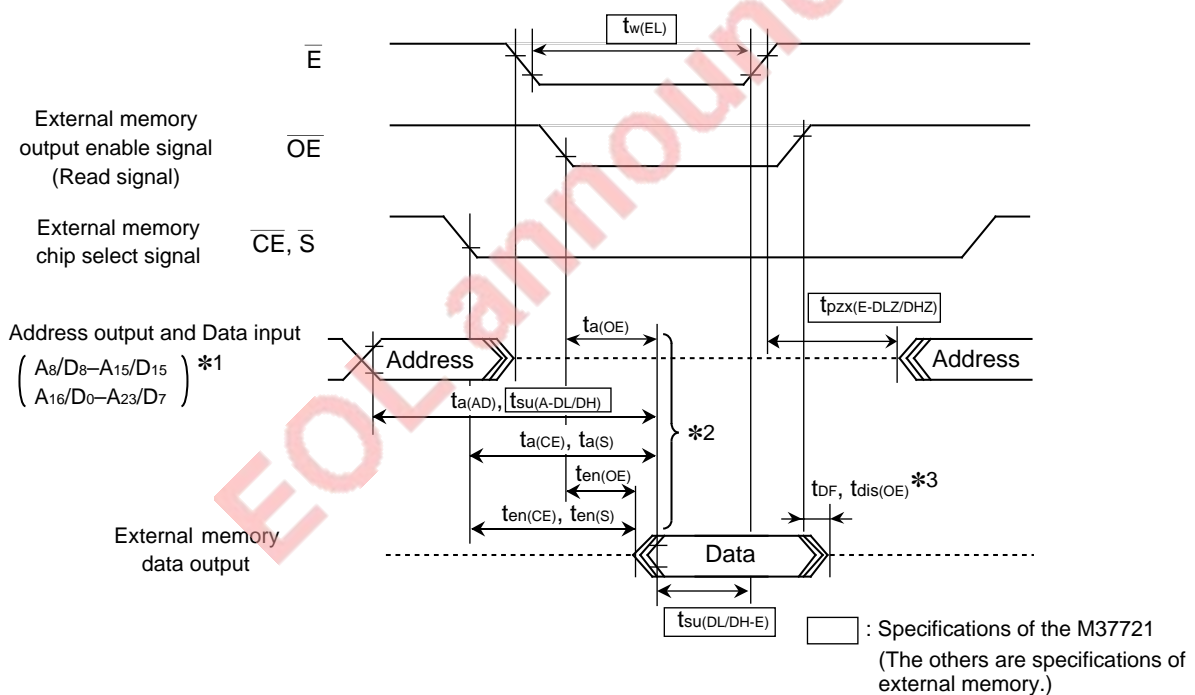 tw(EL)
E
External memory
output enable signal
(Read signal)
OE
External memory
chip select signal
CE, S
tpzx(E-DLZ/DHZ)
Address output and Data input
( A8/D8–A15/D15
A16/D0–A23/D7 ) *1
ta(OE)
Address
Address
ta(AD), tsu(A-DL/DH)
*2
ta(CE), ta(S)
ten(OE)
tDF, tdis(OE)*3
ten(CE), ten(S)
External memory
data output
Data
tsu(DL/DH-E)
: Specifications of the M37721
(The others are specifications of
external memory.)
EOL announ